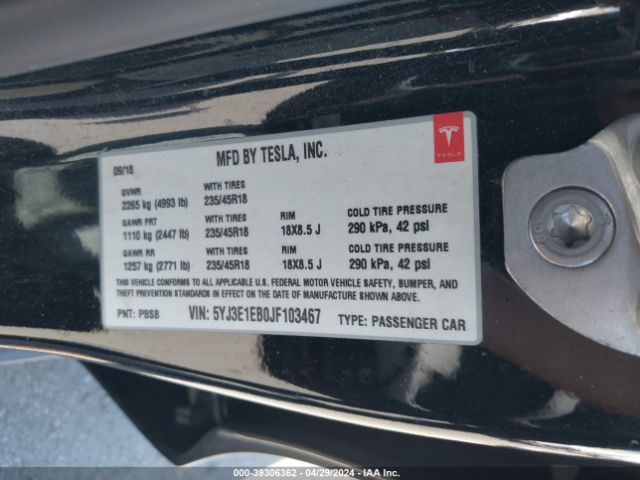 MFD BY TESLA, INC.
TESLA
09/18
GVWR WITH TIRES
2265 kg (4993 lb) 235/45R18
GAWR FRT WITH TIRES RIM COLD TIRE PRESSURE
1110 kg (2447 lb) 235/45R18 18X8.5 J 290 kPa, 42 psi
GAWR RR WITH TIRES RIM COLD TIRE PRESSURE
1257 kg (2771 lb) 235/45R18 18X8.5 J 290 kPa, 42 psi
THIS VEHICLE CONFORMS TO ALL APPLICABLE U.S. FEDERAL MOTOR VEHICLE SAFETY, BUMPER, AND
THEFT PREVENTION STANDARDS IN EFFECT ON THE DATE OF MANUFACTURE SHOWN ABOVE.
PNT: PBSB VIN: 5YJ3E1EB0JF103467 TYPE: PASSENGER CAR
000-39306362 - 04/29/2024 - IAA Inc.